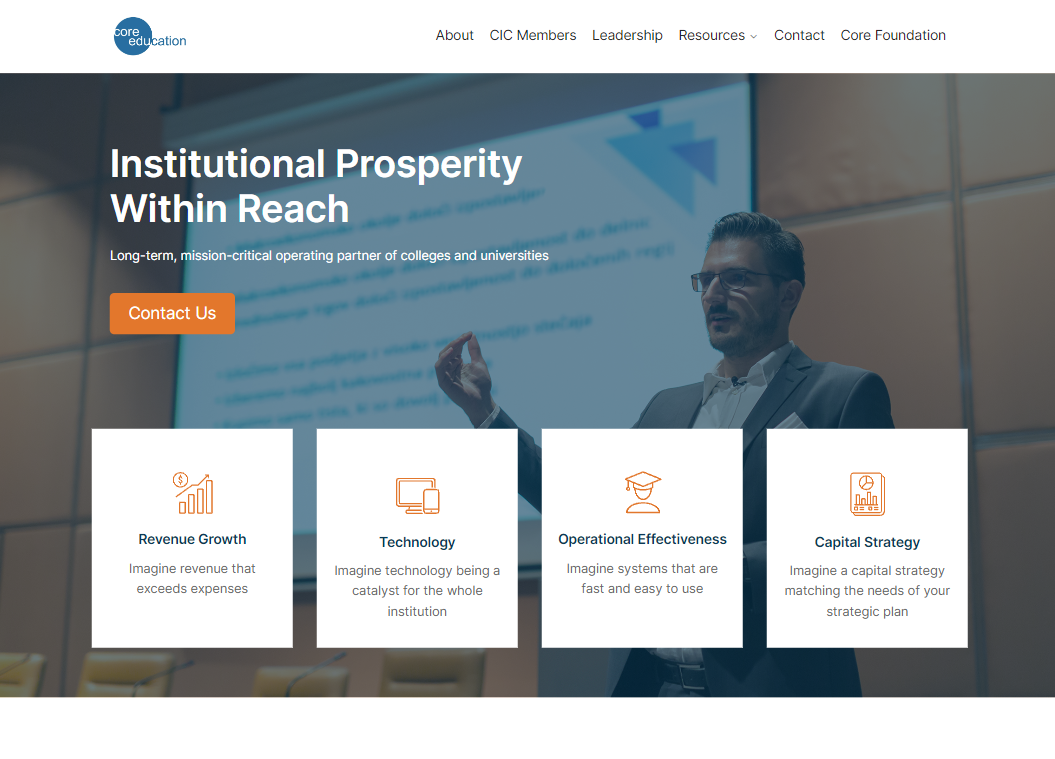 core
education
About CIC Members Leadership Resources Contact Core Foundation
Institutional Prosperity
Within Reach
Long-term, mission-critical operating partner of colleges and universities
Contact Us
Revenue Growth
Imagine revenue that
exceeds expenses
Technology
Imagine technology being a
catalyst for the whole
institution
Operational Effectiveness
Imagine systems that are
fast and easy to use
Capital Strategy
Imagine a capital strategy
matching the needs of your
strategic plan